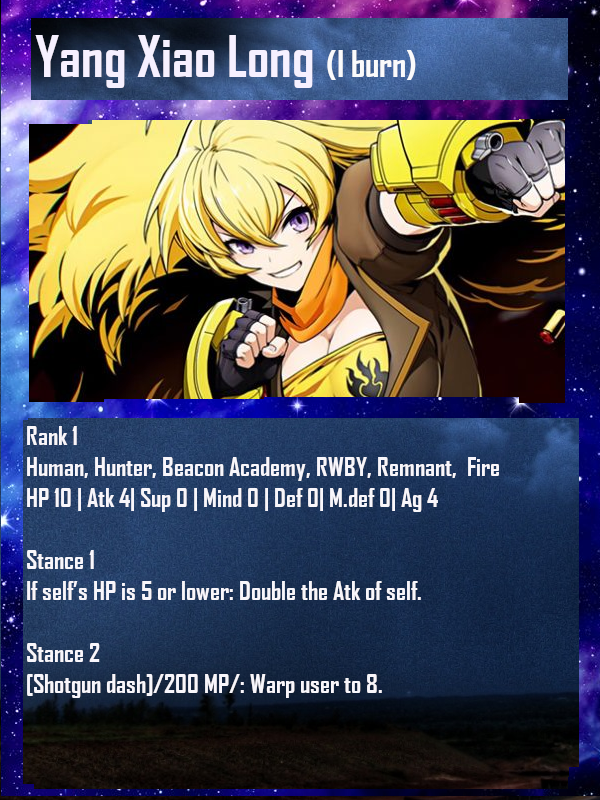 Yang Xiao Long (I burn)
Rank 1
Human, Hunter, Beacon Academy, RWBY, Remnant, Fire
HP 10 | Atk 4| Sup 0 | Mind 0 | Def 0| M.def 0| Ag 4
Stance 1
If self's HP is 5 or lower: Double the Atk of self.
Stance 2
[Shotgun dash]/200 MP/: Warp user to 8.